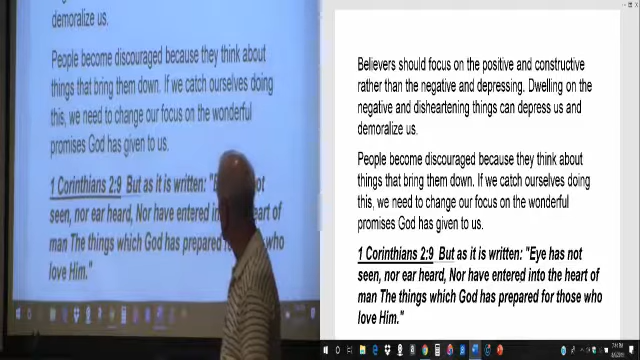 demoralize us.
People become discouraged because they think about
things that bring them down. If we catch ourselves doing
this, we need to change our focus on the wonderful
promises God has given to us.
1 Corinthians 2:9 But as it is written: "E not
seen, nor ear heard, Nor have entered in art of
man The things which God has prepared fo who
love Him."
Believers should focus on the positive and constructive
rather than the negative and depressing. Dwelling on the
negative and disheartening things can depress us and
demoralize us.
People become discouraged because they think about
things that bring them down. If we catch ourselves doing
this, we need to change our focus on the wonderful
promises God has given to us.
1 Corinthians 2:9 But as it is written: "Eye has not
seen, nor ear heard, Nor have entered into the heart of
man The things which God has prepared for those who
love Him."